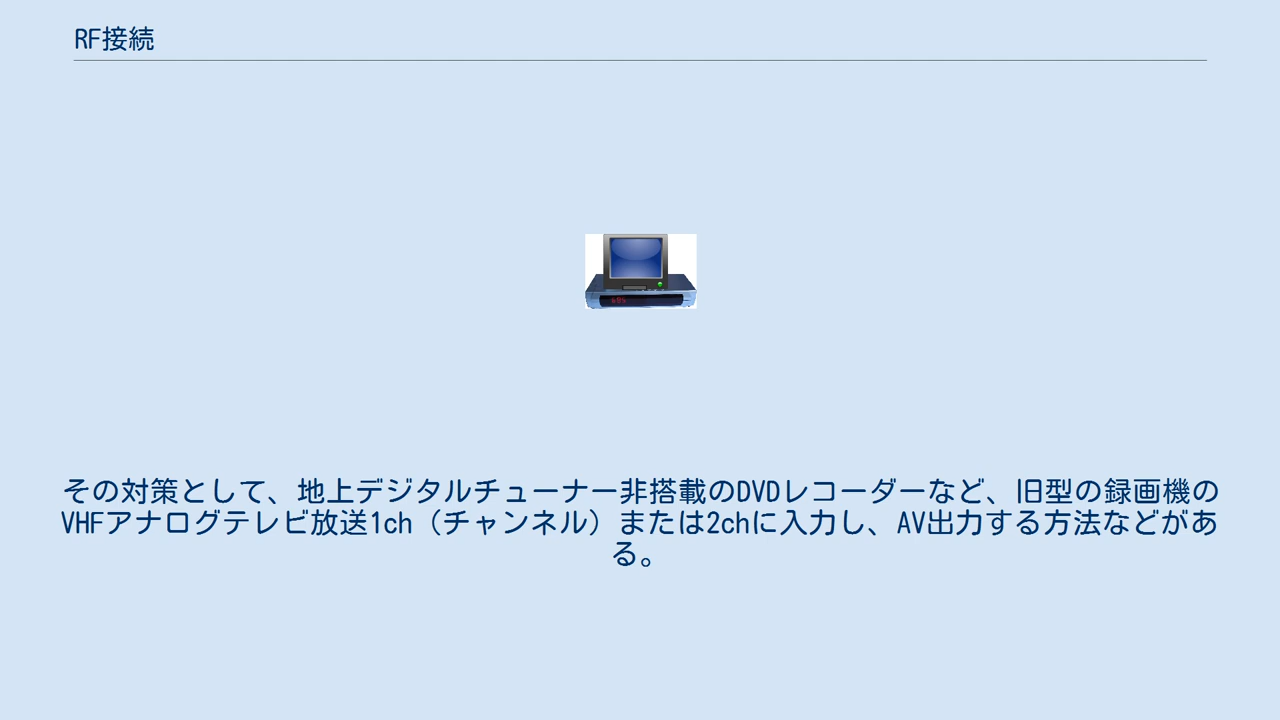 RF接続
その対策として、地上デジタルチューナー非搭載のDVDレコーダーなど、旧型の録画機の
VHFアナログテレビ放送1ch（チャンネル）または2chに入力し、AV出力する方法などがあ
る。